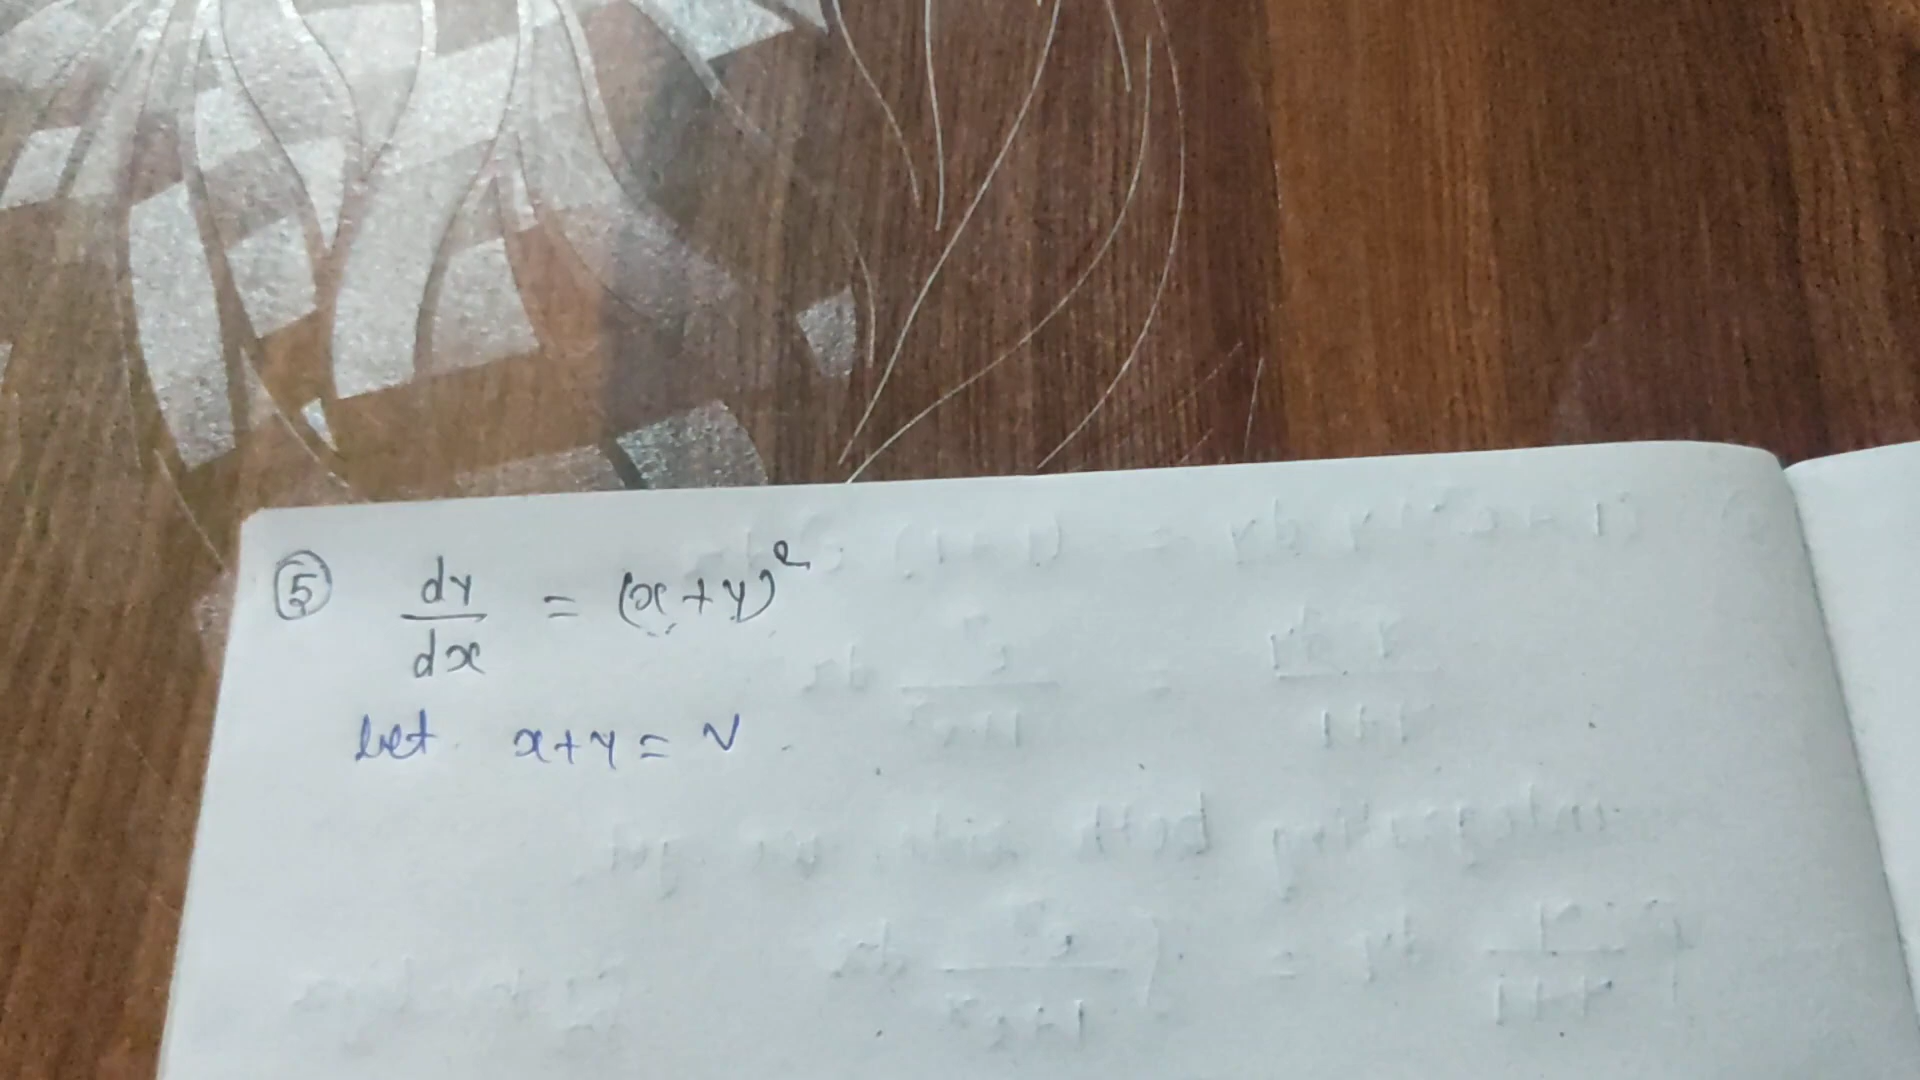 ⑤ dy/dx = (x+y)²
Let x+y = v